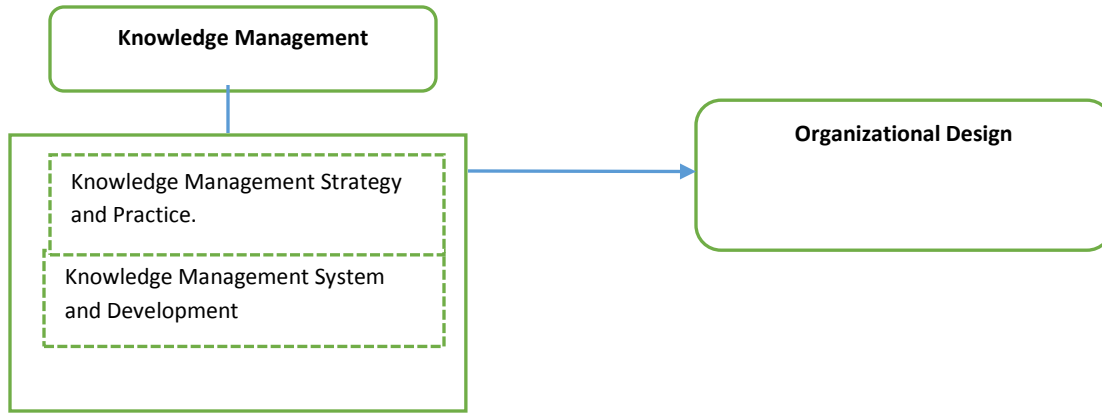 Knowledge Management
Organizational Design
Knowledge Management Strategy
and Practice.
Knowledge Management System
and Development